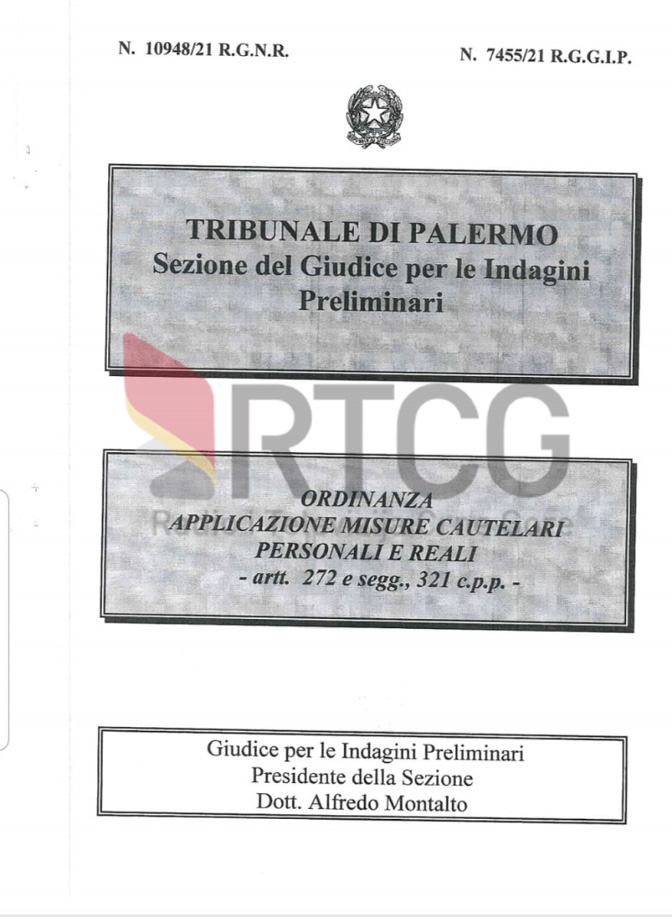 N. 10948/21 R.G.N.R.
N. 7455/21 R.G.G.I.P.
TRIBUNALE DI PALERMO
Sezione del Giudice per le Indagini
Preliminari
RTCG
ORDINANZA
APPLICAZIONE MISURE CAUTELARI
PERSONALI E REALI
- artt. 272 e segg., 321 c.p.p. -
Giudice per le Indagini Preliminari
Presidente della Sezione
Dott. Alfredo Montalto